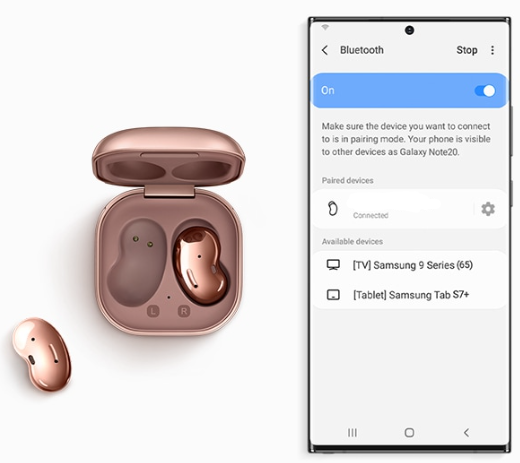 Bluetooth
Stop
On
Make sure the device you want to connect
to is in pairing mode. Your phone is visible
to other devices as Galaxy Note20.
Paired devices
Connected
Available devices
[TV] Samsung 9 Series (65)
[Tablet] Samsung Tab S7+
L
R